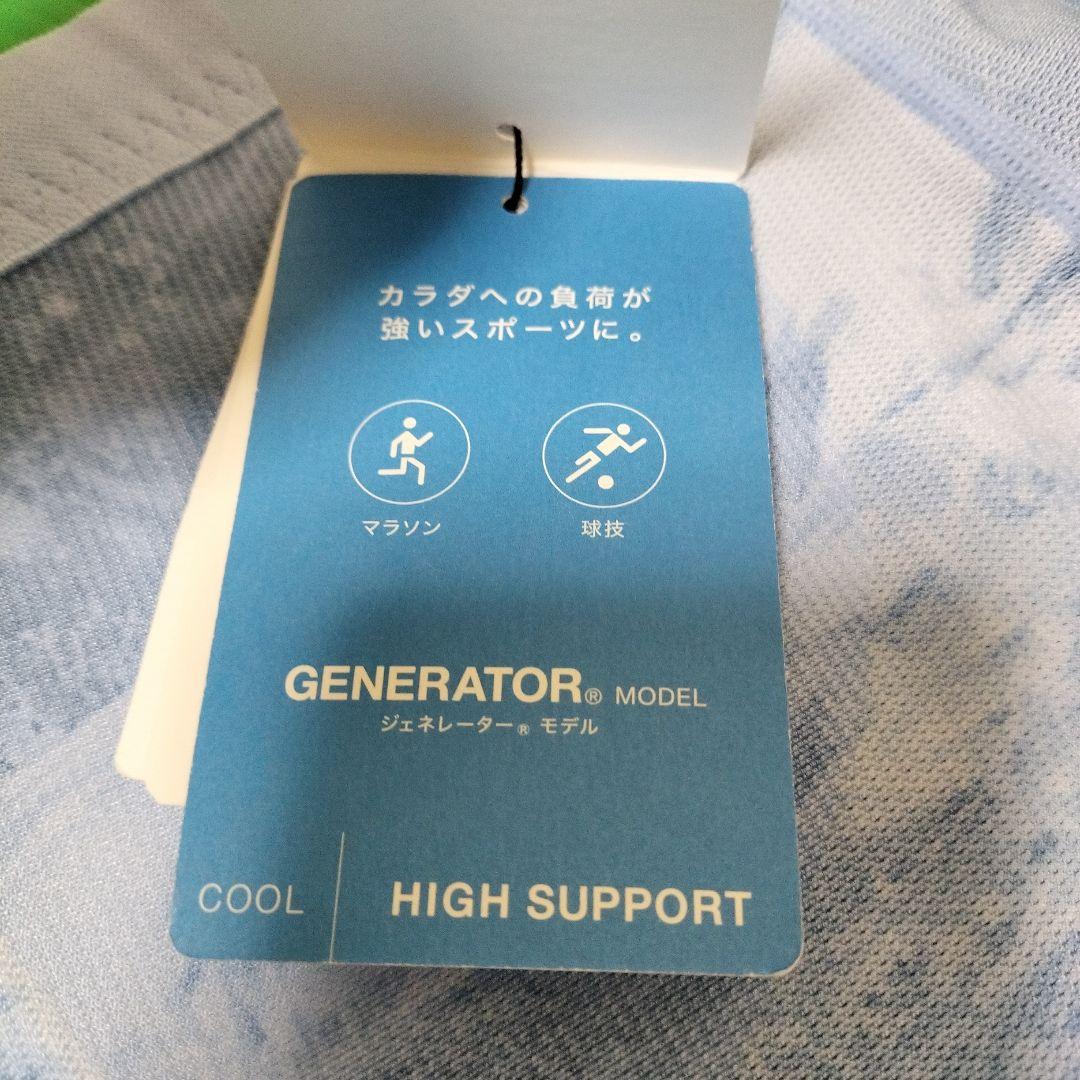 カラダへの負荷が
強いスポーツに。
マラソン
球技
GENERATOR® MODEL
ジェネレーター® モデル
COOL
HIGH SUPPORT